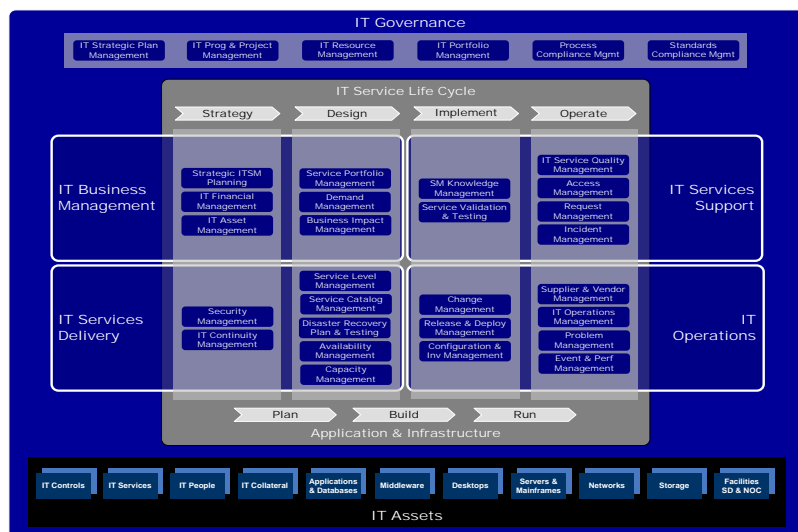 IT Governance
IT Strategic Plan
Management
IT Prog & Project
Management
IT Resource
Management
IT Portfolio
Managment
Process
Compliance Mgmt
Standards
Compliance Mgmt
IT Service Life Cycle
Strategy
Design
Implement
Operate
IT Business
Management
Strategic ITSM
Planning
IT Financial
Management
IT Asset
Management
Service Portfolio
Management
Demand
Management
Business Impact
Management
SM Knowledge
Management
Service Validation
& Testing
IT Service Quality
Management
Access
Management
Request
Management
Incident
Management
IT Services
Support
IT Services
Delivery
Security
Management
IT Continuity
Management
Service Level
Management
Service Catalog
Management
Disaster Recovery
Plan & Testing
Availability
Management
Capacity
Management
Change
Management
Release & Deploy
Management
Configuration &
Inv Management
Supplier & Vendor
Management
IT Operations
Management
Problem
Management
Event & Perf
Management
IT
Operations
Plan
Build
Run
Application & Infrastructure
IT Controls
IT Services
IT People
IT Collateral
Applications
& Databases
Middleware
Desktops
Servers &
Mainframes
Networks
Storage
Facilities
SD & NOC
IT Assets